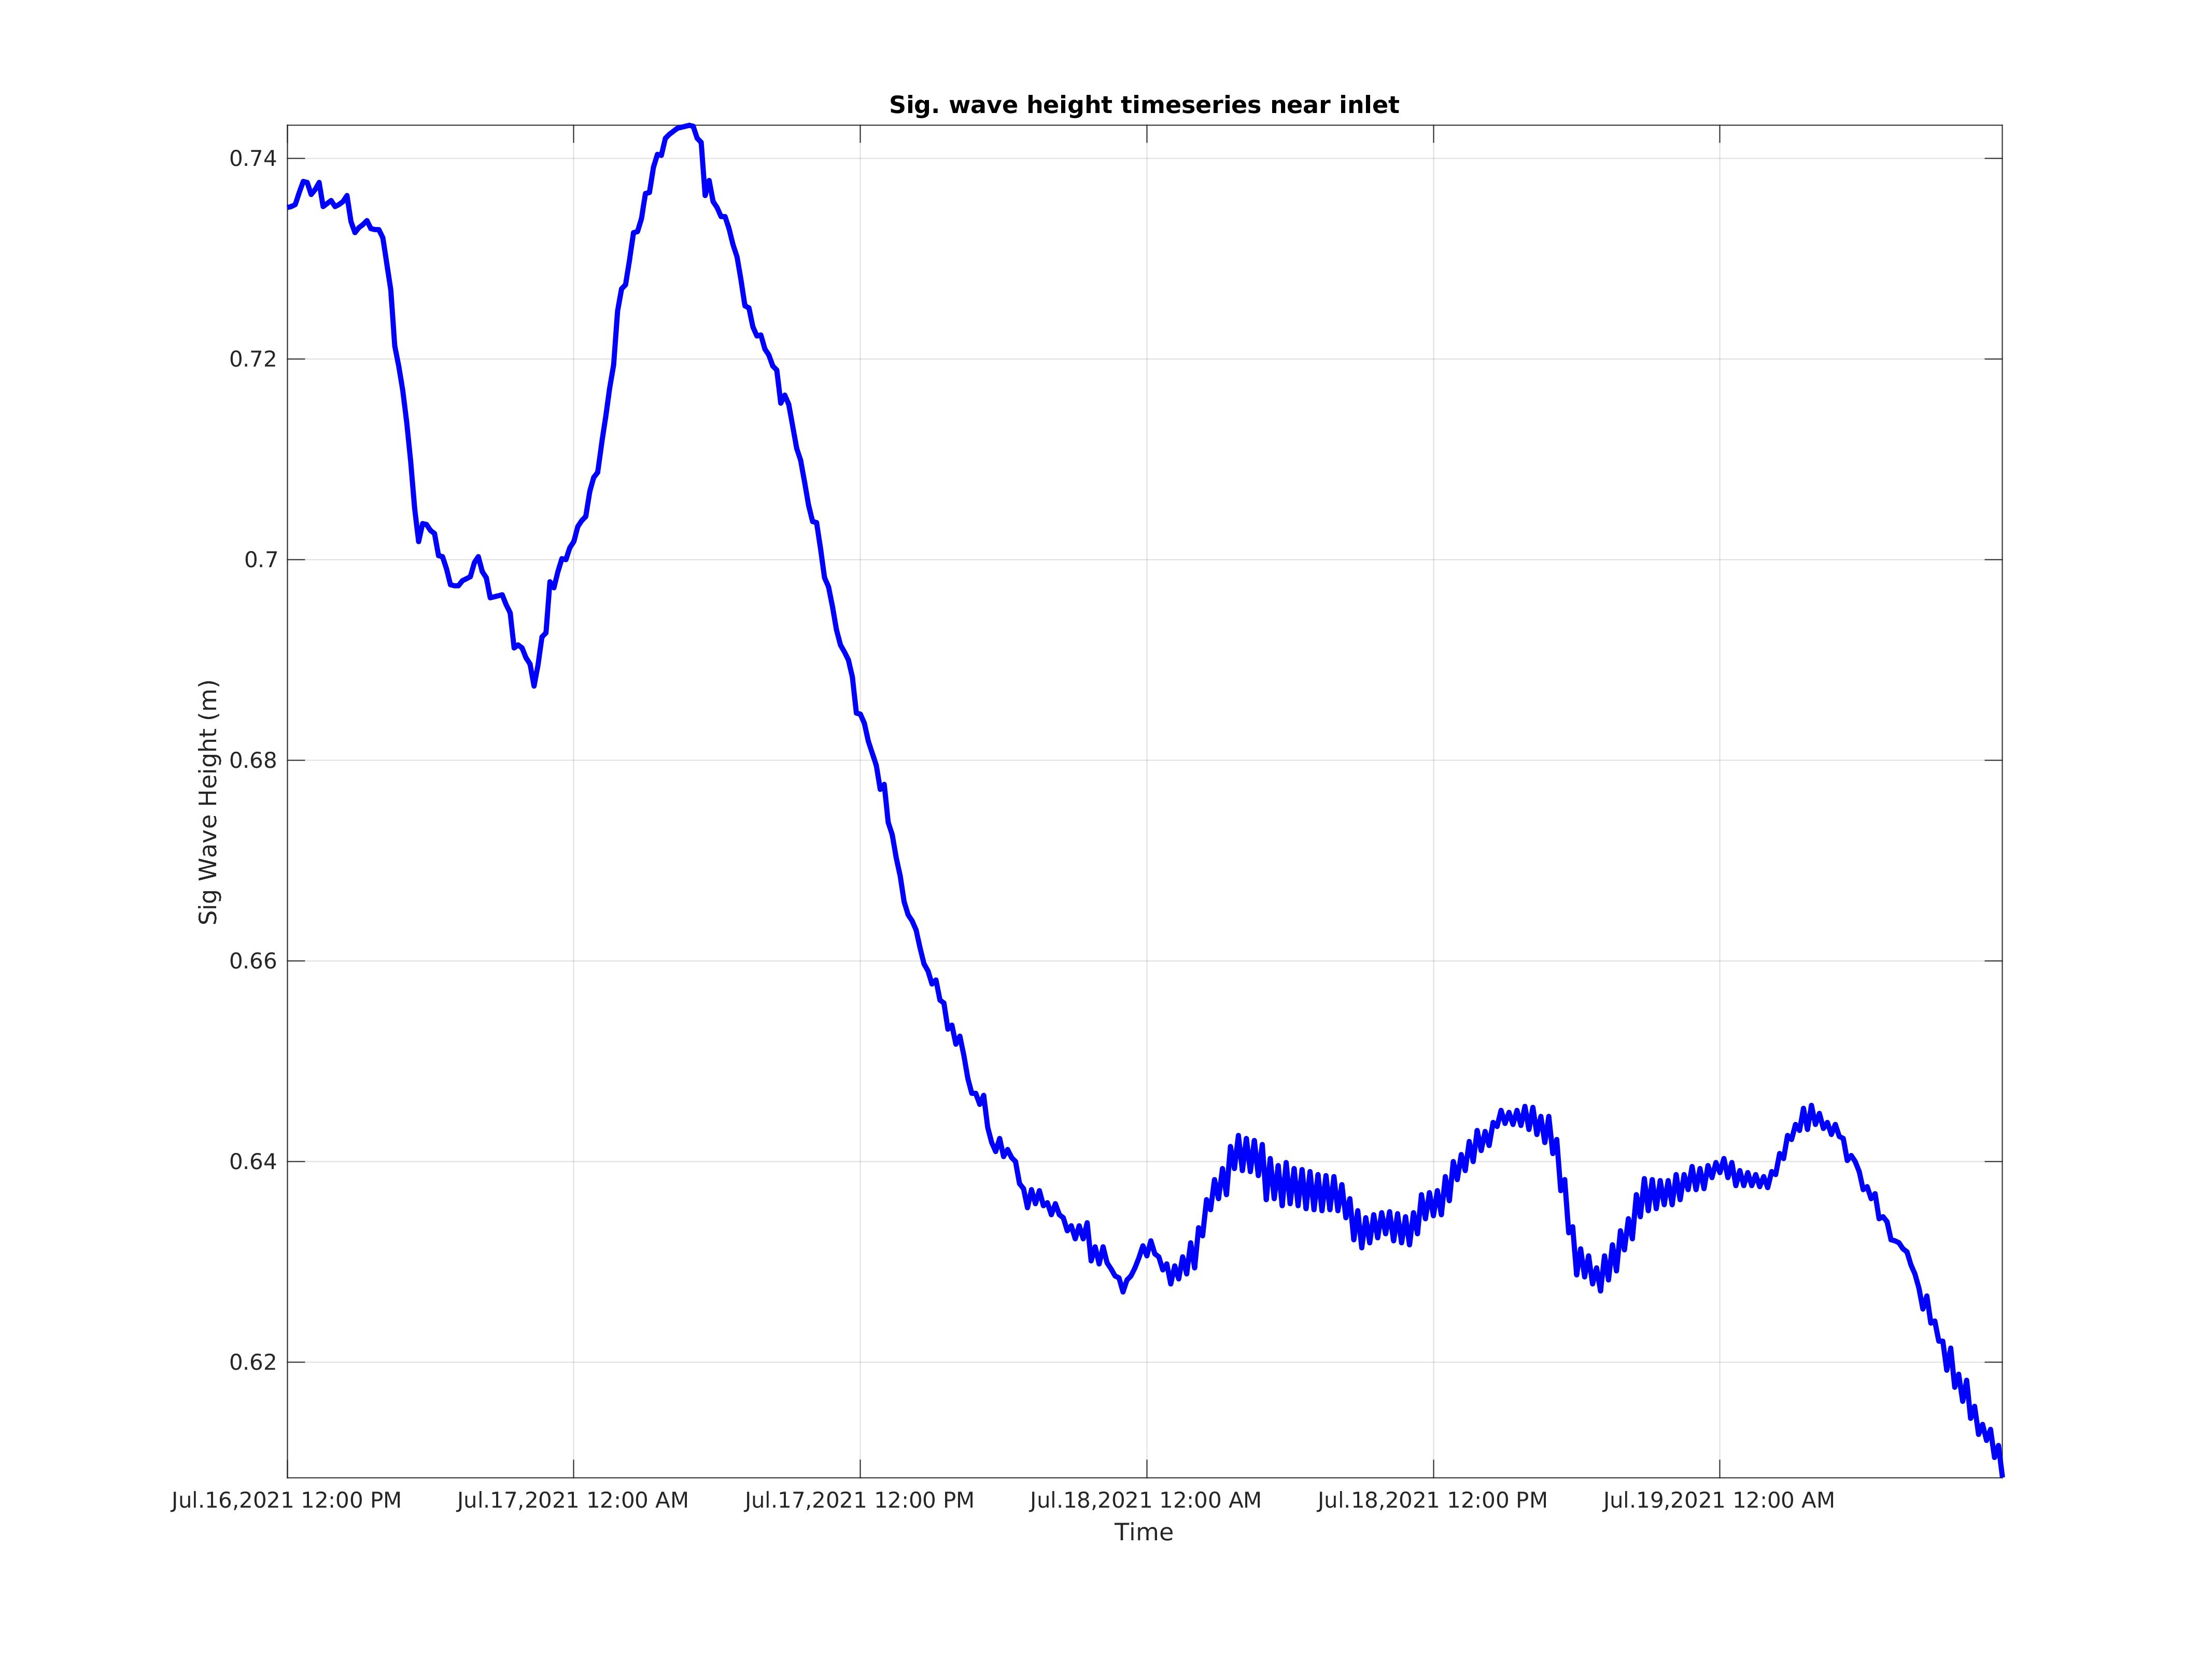 Sig. wave height timeseries near inlet
0.74
0.72
0.7
0.68
0.66
0.64
0.62
Sig Wave Height (m)
Jul.16,2021 12:00 PM
Jul.17,2021 12:00 AM
Jul.17,2021 12:00 PM
Jul.18,2021 12:00 AM
Jul.18,2021 12:00 PM
Jul.19,2021 12:00 AM
Time